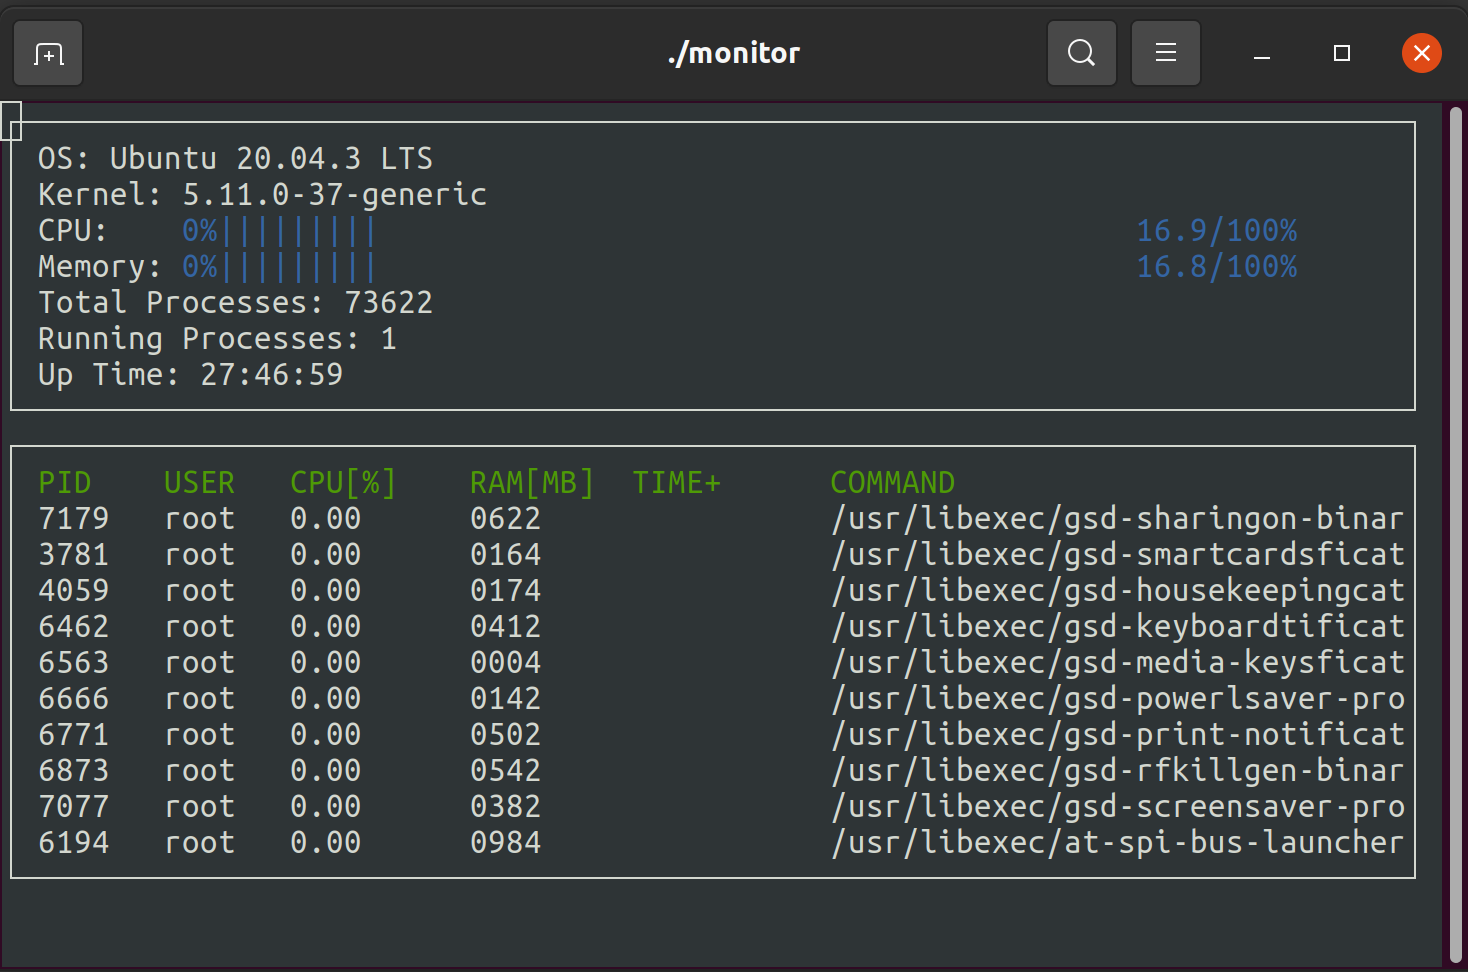 ./monitor
OS: Ubuntu 20.04.3 LTS
Kernel: 5.11.0-37-generic
CPU: 0%||||||||| 16.9/100%
Memory: 0%||||||||| 16.8/100%
Total Processes: 73622
Running Processes: 1
Up Time: 27:46:59
PID USER CPU[%] RAM[MB] TIME+ COMMAND
7179 root 0.00 0622 /usr/libexec/gsd-sharingon-binar
3781 root 0.00 0164 /usr/libexec/gsd-smartcardsficat
4059 root 0.00 0174 /usr/libexec/gsd-housekeepingcat
6462 root 0.00 0412 /usr/libexec/gsd-keyboardtificat
6563 root 0.00 0004 /usr/libexec/gsd-media-keysficat
6666 root 0.00 0142 /usr/libexec/gsd-powerlsaver-pro
6771 root 0.00 0502 /usr/libexec/gsd-print-notificat
6873 root 0.00 0542 /usr/libexec/gsd-rfkillgen-binar
7077 root 0.00 0382 /usr/libexec/gsd-screensaver-pro
6194 root 0.00 0984 /usr/libexec/at-spi-bus-launcher